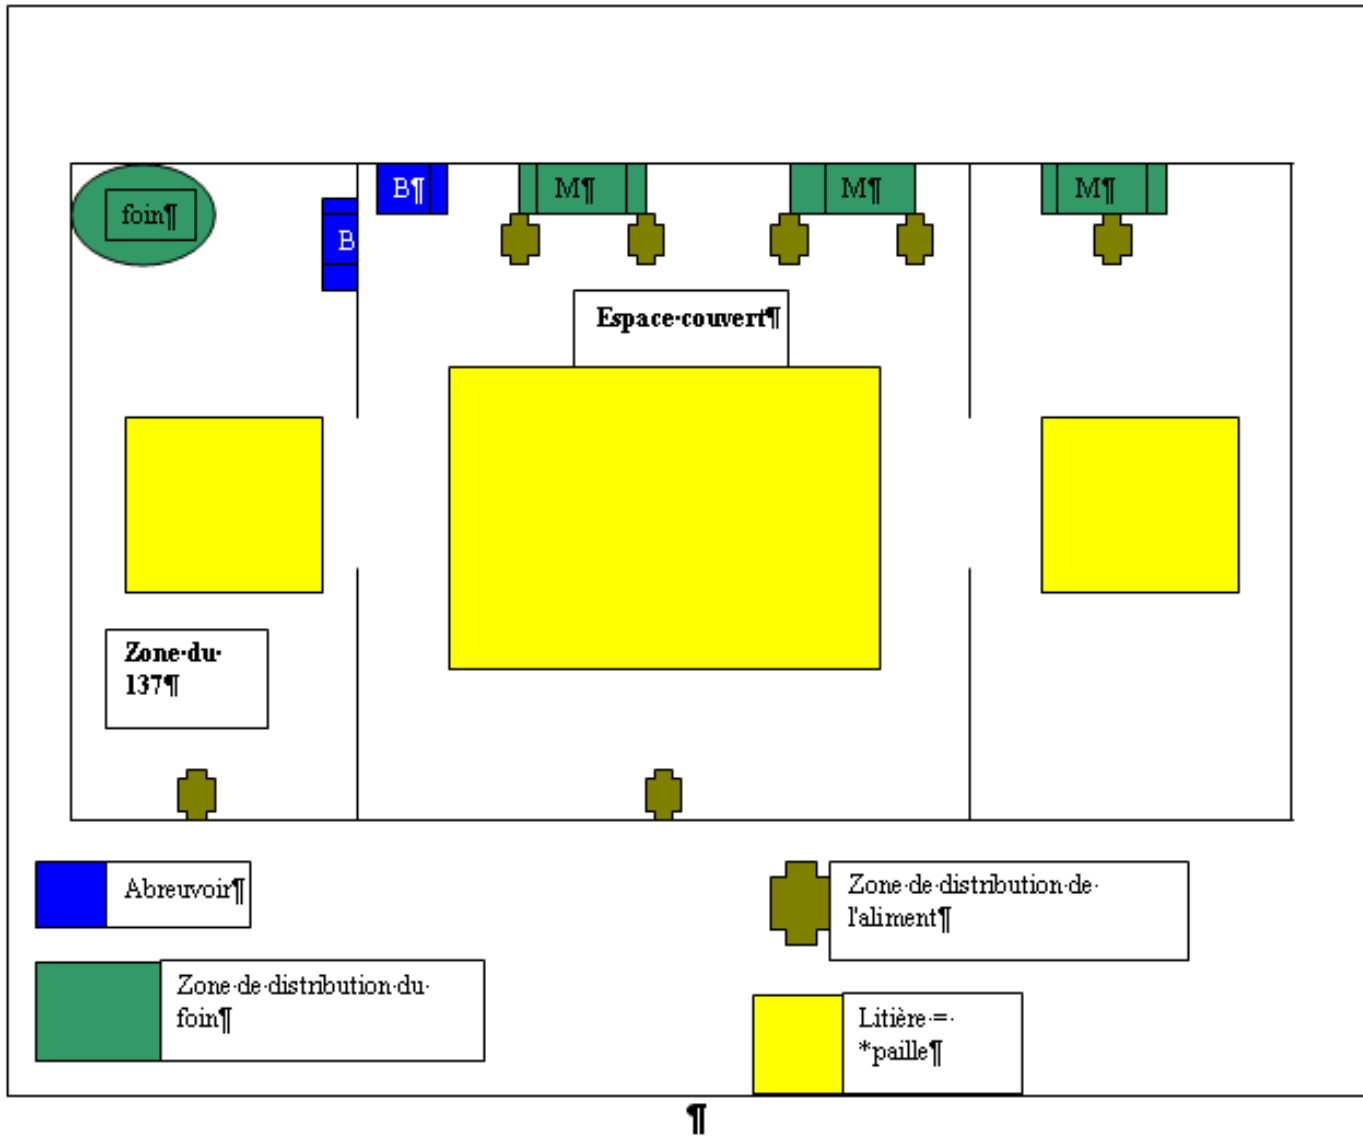 foin¶
B¶
B
M¶
M¶
M¶
Espace·couvert¶
Zone·du·
137¶
Abreuvoir¶
Zone·de·distribution·de·
l'aliment¶
Zone·de·distribution·du·
foin¶
Litière·=·
*paille¶
¶